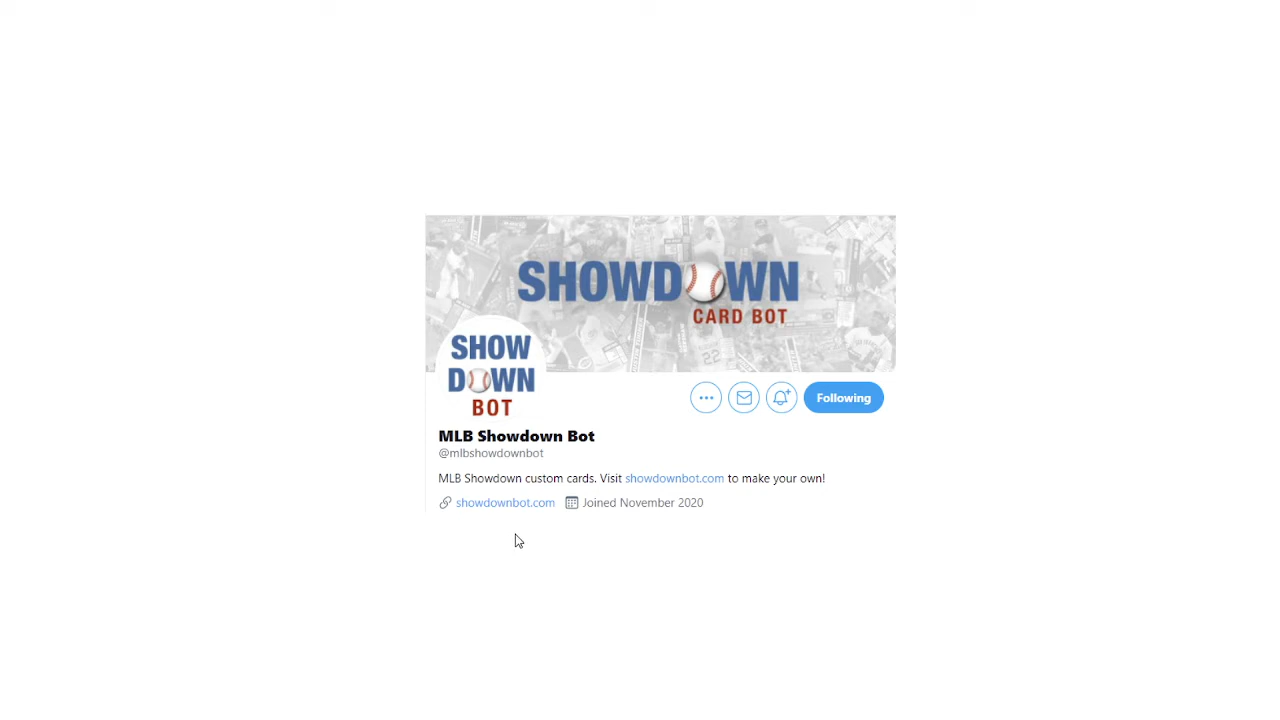 SHOWDOWN
CARD BOT
22
SHOW
DOWN
BOT
Following
MLB Showdown Bot
@mlbshowdownbot
MLB Showdown custom cards. Visit showdownbot.com to make your own!
showdownbot.com Joined November 2020